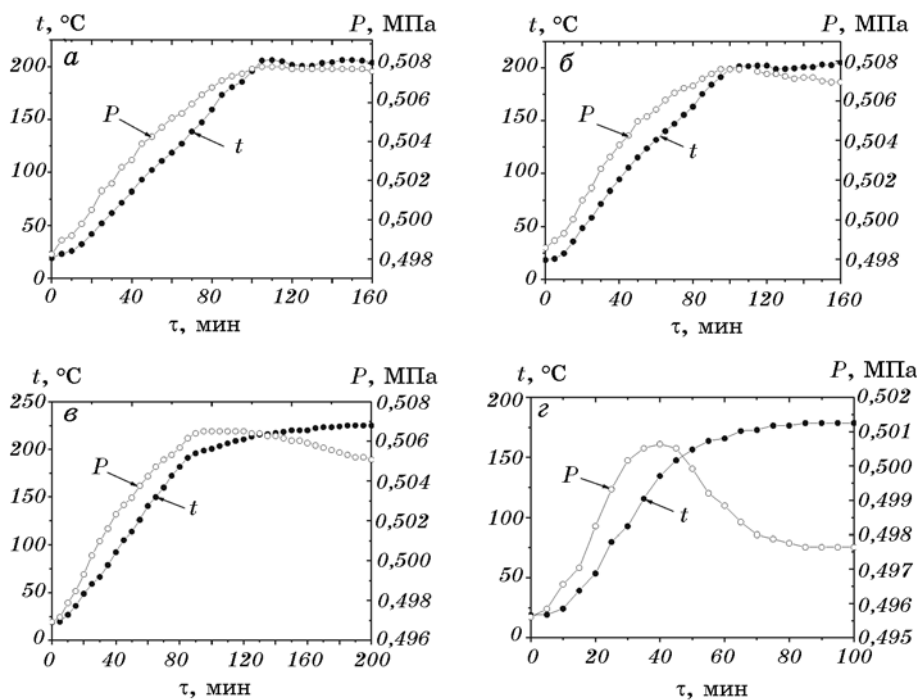 t, °C P, МПа t, °C P, МПа
а б
200 0,508 200 0,508
0,506 0,506
150 P 150 P
0,504 0,504
t t
100 0,502 100 0,502
50 0,500 50 0,500
0 0,498 0 0,498
0 40 80 120 160 0 40 80 120 160
τ, мин τ, мин
t, °C P, МПа t, °C P, МПа
250 в 0,508 200 г 0,502
200 0,506 0,501
P 150 P 0,500
150 t 0,504 t 0,499
100 0,502 100 0,498
0,500 0,497
50 0,498 50 0,496
0 0,496 0 0,495
0 40 80 120 160 200 0 20 40 60 80 100
τ, мин τ, мин